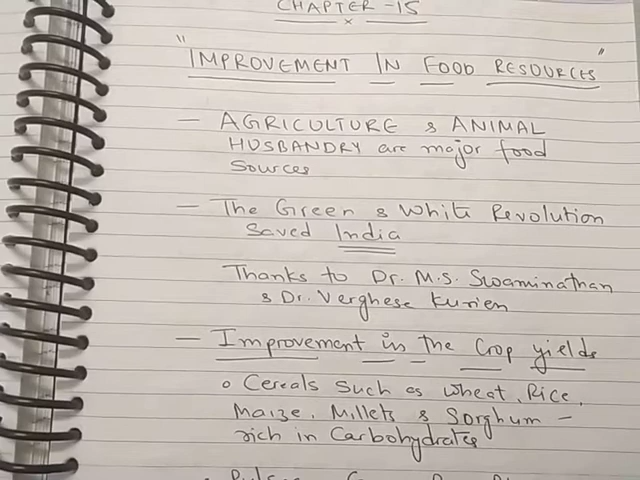 CHAPTER - 15
x
" IMPROVEMENT IN FOOD RESOURCES "
— AGRICULTURE & ANIMAL
HUSBANDRY are major food
Sources
— The Green & White Revolution
Saved India
Thanks to Dr. M.S. Swaminathan
& Dr. Verghese Kurien
— Improvement in the Crop yields
o Cereals Such as Wheat, Rice,
Maize, Millets & Sorghum -
rich in Carbohydrates